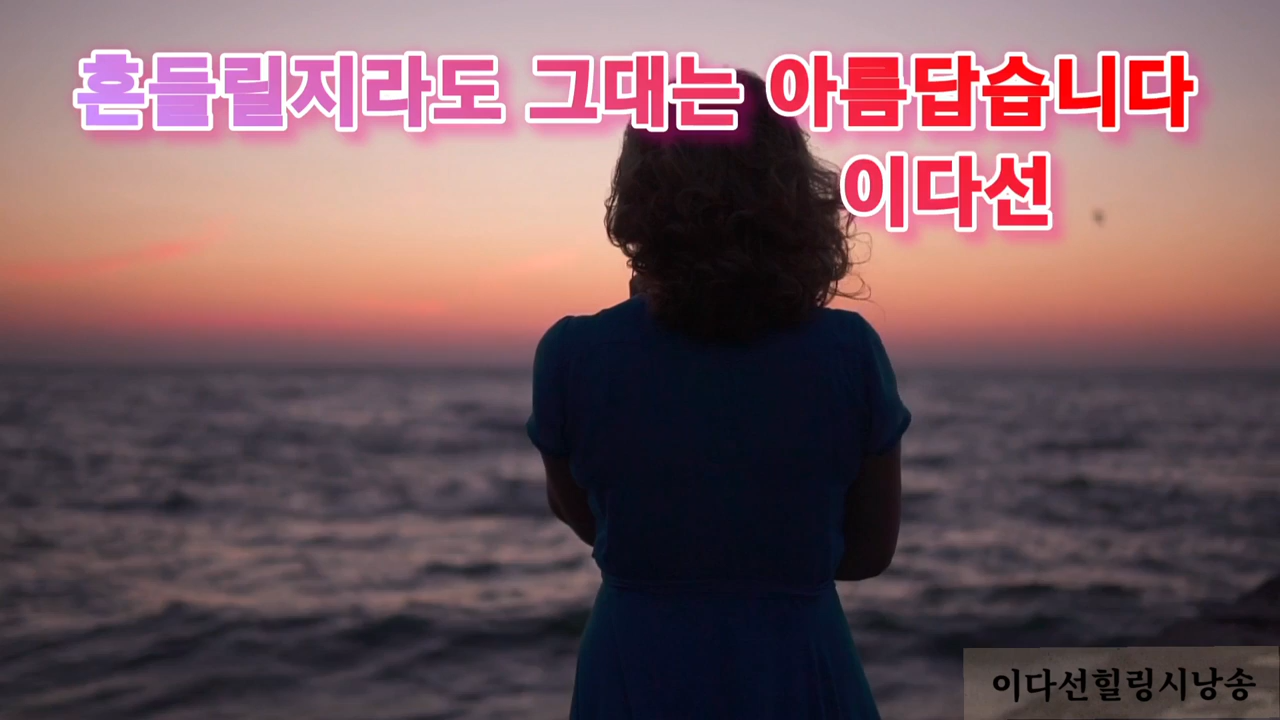 흔들릴지라도 그대는 아름답습니다
이다선
이다선힐링시낭송